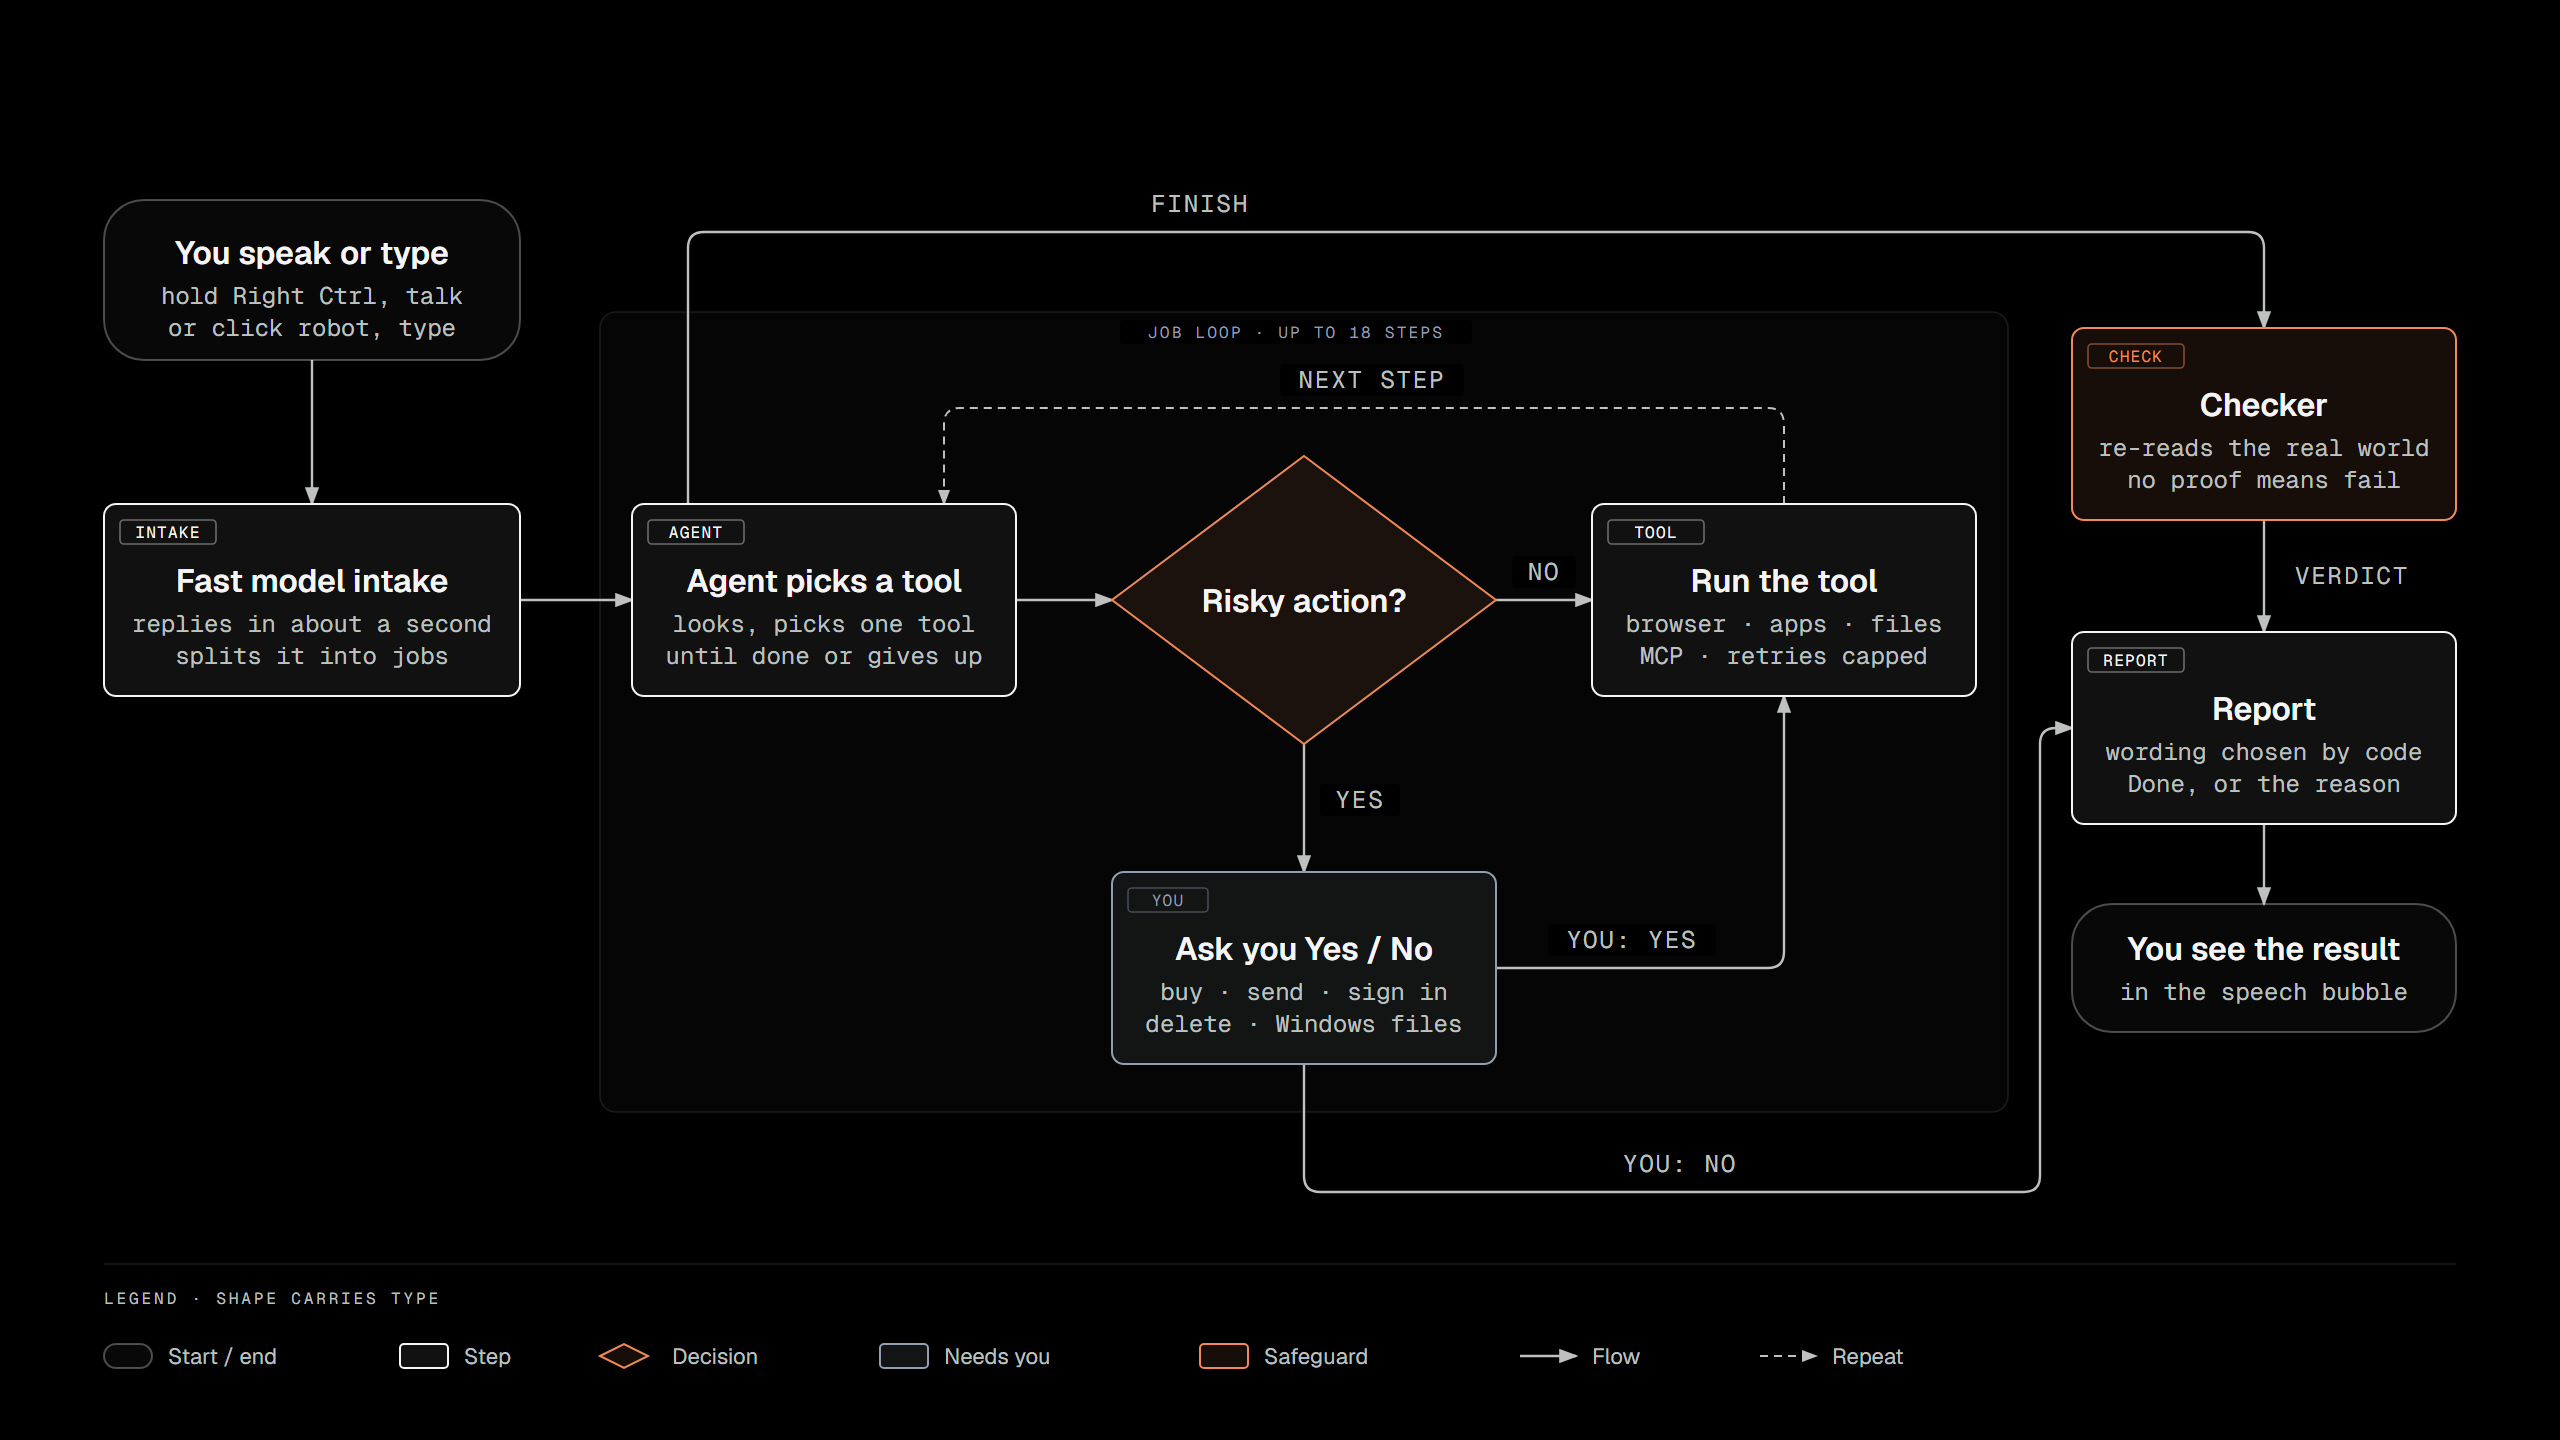 FINISH
You speak or type
hold Right Ctrl, talk
or click robot, type
JOB LOOP · UP TO 18 STEPS
NEXT STEP
CHECK
Checker
re-reads the real world
no proof means fail
INTAKE
Fast model intake
replies in about a second
splits it into jobs
AGENT
Agent picks a tool
looks, picks one tool
until done or gives up
Risky action?
NO
TOOL
Run the tool
browser · apps · files
MCP · retries capped
VERDICT
REPORT
Report
wording chosen by code
Done, or the reason
YES
YOU
Ask you Yes / No
buy · send · sign in
delete · Windows files
YOU: YES
You see the result
in the speech bubble
YOU: NO
LEGEND · SHAPE CARRIES TYPE
Start / end
Step
Decision
Needs you
Safeguard
Flow
Repeat